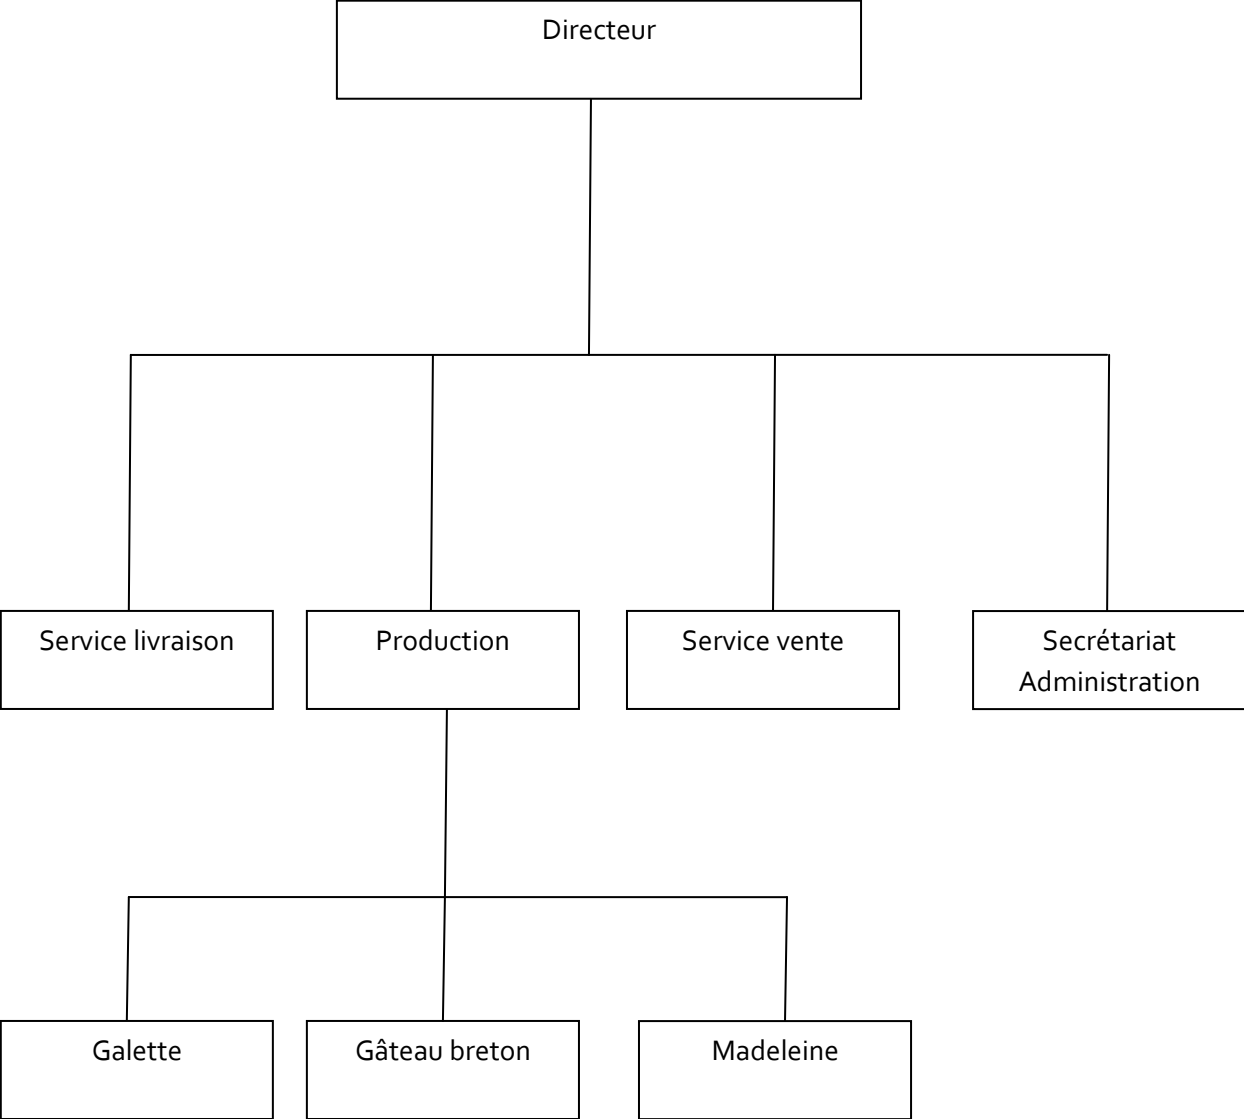 Directeur
Service livraison
Production
Service vente
Secrétariat
Administration
Galette
Gâteau breton
Madeleine